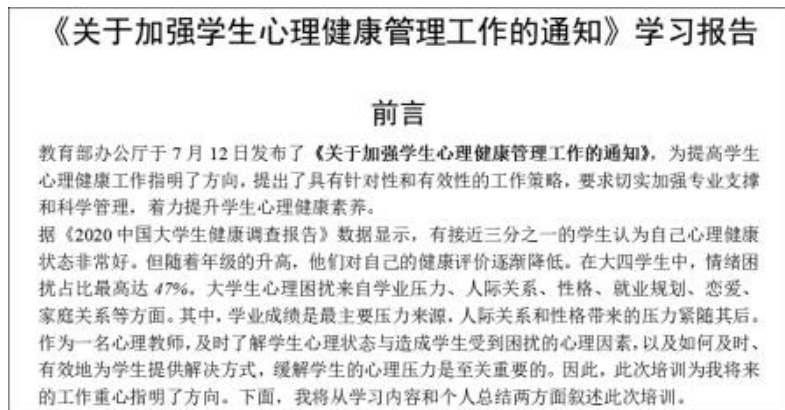 《关于加强学生心理健康管理工作的通知》学习报告
前言
教育部办公厅于 7 月 12 日发布了《关于加强学生心理健康管理工作的通知》，为提高学生
心理健康工作指明了方向，提出了具有针对性和有效性的工作策略，要求切实加强专业支撑
和科学管理，着力提升学生心理健康素养。
据《2020 中国大学生健康调查报告》数据显示，有接近三分之一的学生认为自己心理健康
状态非常好。但随着年级的升高，他们对自己的健康评价逐渐降低。在大四学生中，情绪困
扰占比最高达 47%。大学生心理困扰来自学业压力、人际关系、性格、就业规划、恋爱、
家庭关系等方面。其中，学业成绩是最主要压力来源，人际关系和性格带来的压力紧随其后。
作为一名心理教师，及时了解学生心理状态与造成学生受到困扰的心理因素，以及如何及时、
有效地为学生提供解决方式，缓解学生的心理压力是至关重要的。因此，此次培训为我将来
的工作重心指明了方向。下面，我将从学习内容和个人总结两方面叙述此次培训。